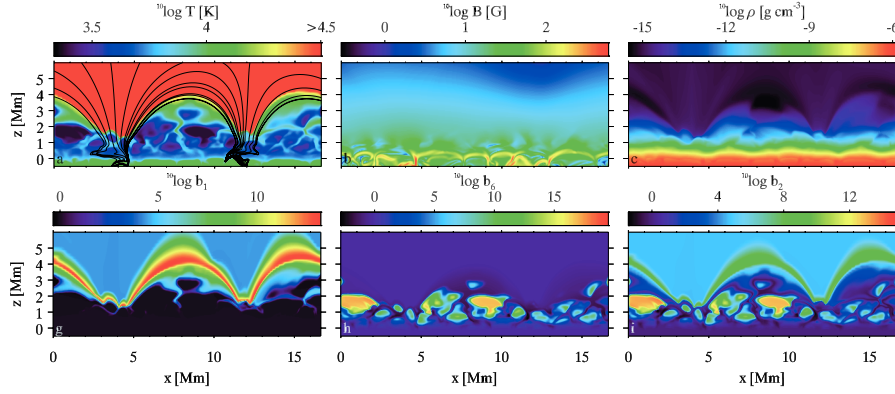 ¹⁰log T [K] ¹⁰log B [G] ¹⁰log ρ [g cm⁻³]
3.5 4 >4.5 0 1 2 -15 -12 -9 -6
5
4
3
2
1
0
z [Mm]
a b c
¹⁰log b₁ ¹⁰log b₆ ¹⁰log b₂
0 5 10 0 5 10 15 0 4 8 12
5
4
3
2
1
0
z [Mm]
g h i
0 5 10 15 0 5 10 15 0 5 10 15
x [Mm] x [Mm] x [Mm]